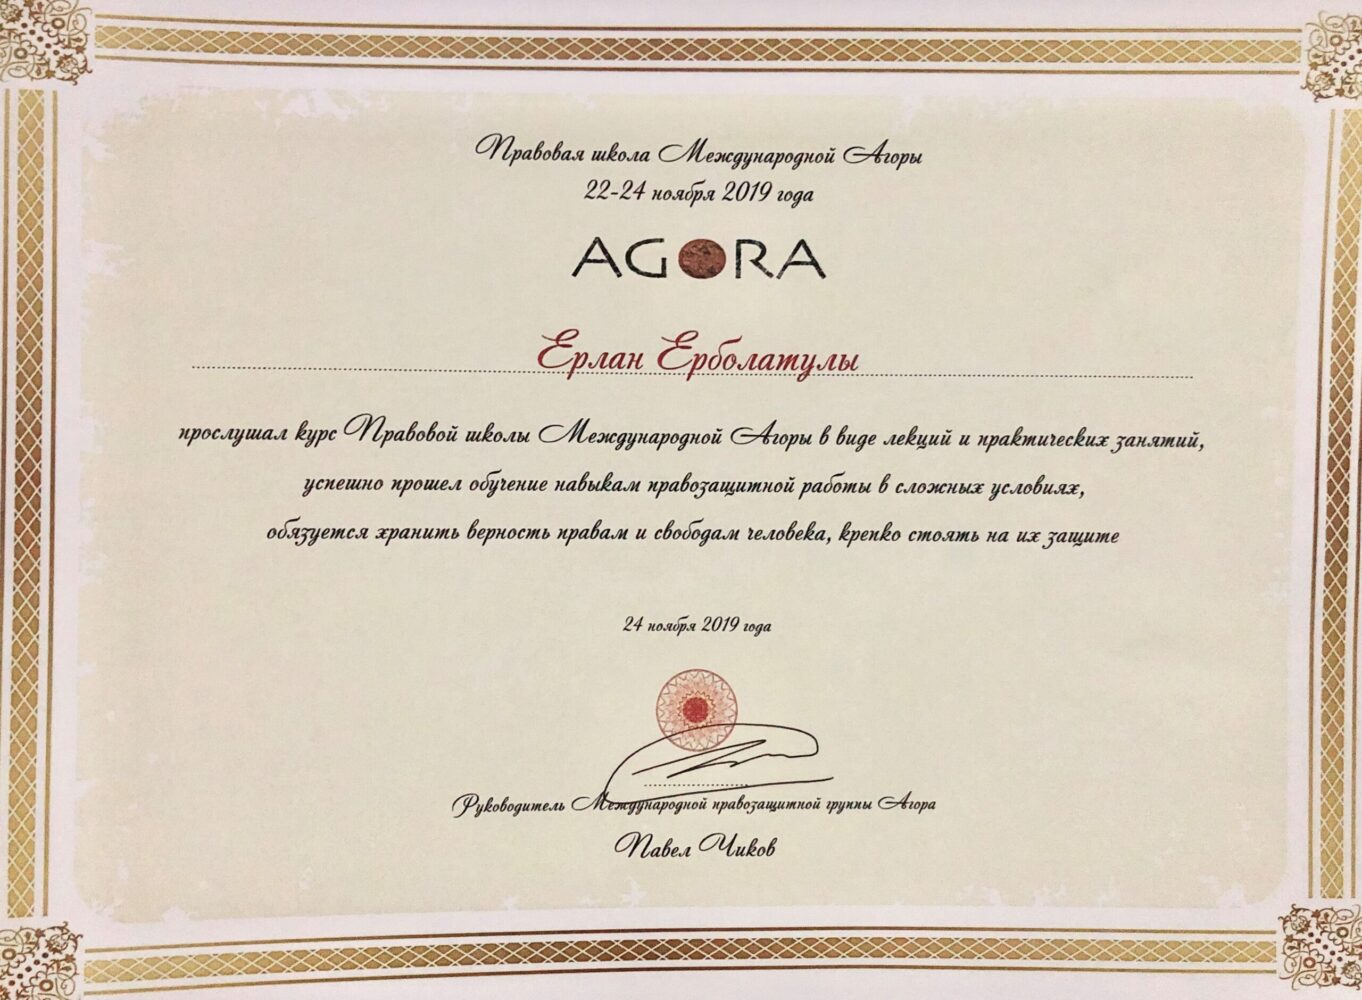 Правовая школа Международной Агоры
22-24 ноября 2019 года
AGORA
Ерлан Ерболатулы
прослушал курс Правовой школы Международной Агоры в виде лекций и практических занятий,
успешно прошел обучение навыкам правозащитной работы в сложных условиях,
обязуется хранить верность правам и свободам человека, крепко стоять на их защите
24 ноября 2019 года
Руководитель Международной правозащитной группы Агора
Павел Чиков